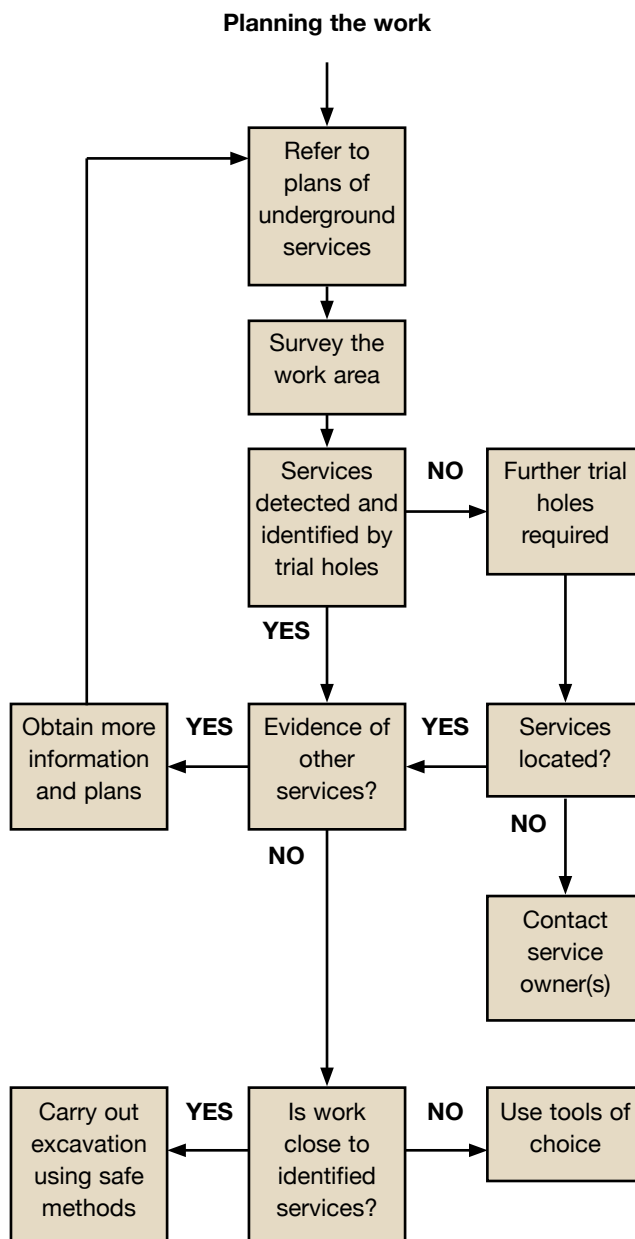 Planning the work
Refer to
plans of
underground
services
Survey the
work area
Services
detected and
identified by
trial holes
NO
Further trial
holes
required
YES
Obtain more
information
and plans
YES
Evidence of
other
services?
YES
Services
located?
NO
NO
Contact
service
owner(s)
Carry out
excavation
using safe
methods
YES
Is work
close to
identified
services?
NO
Use tools of
choice